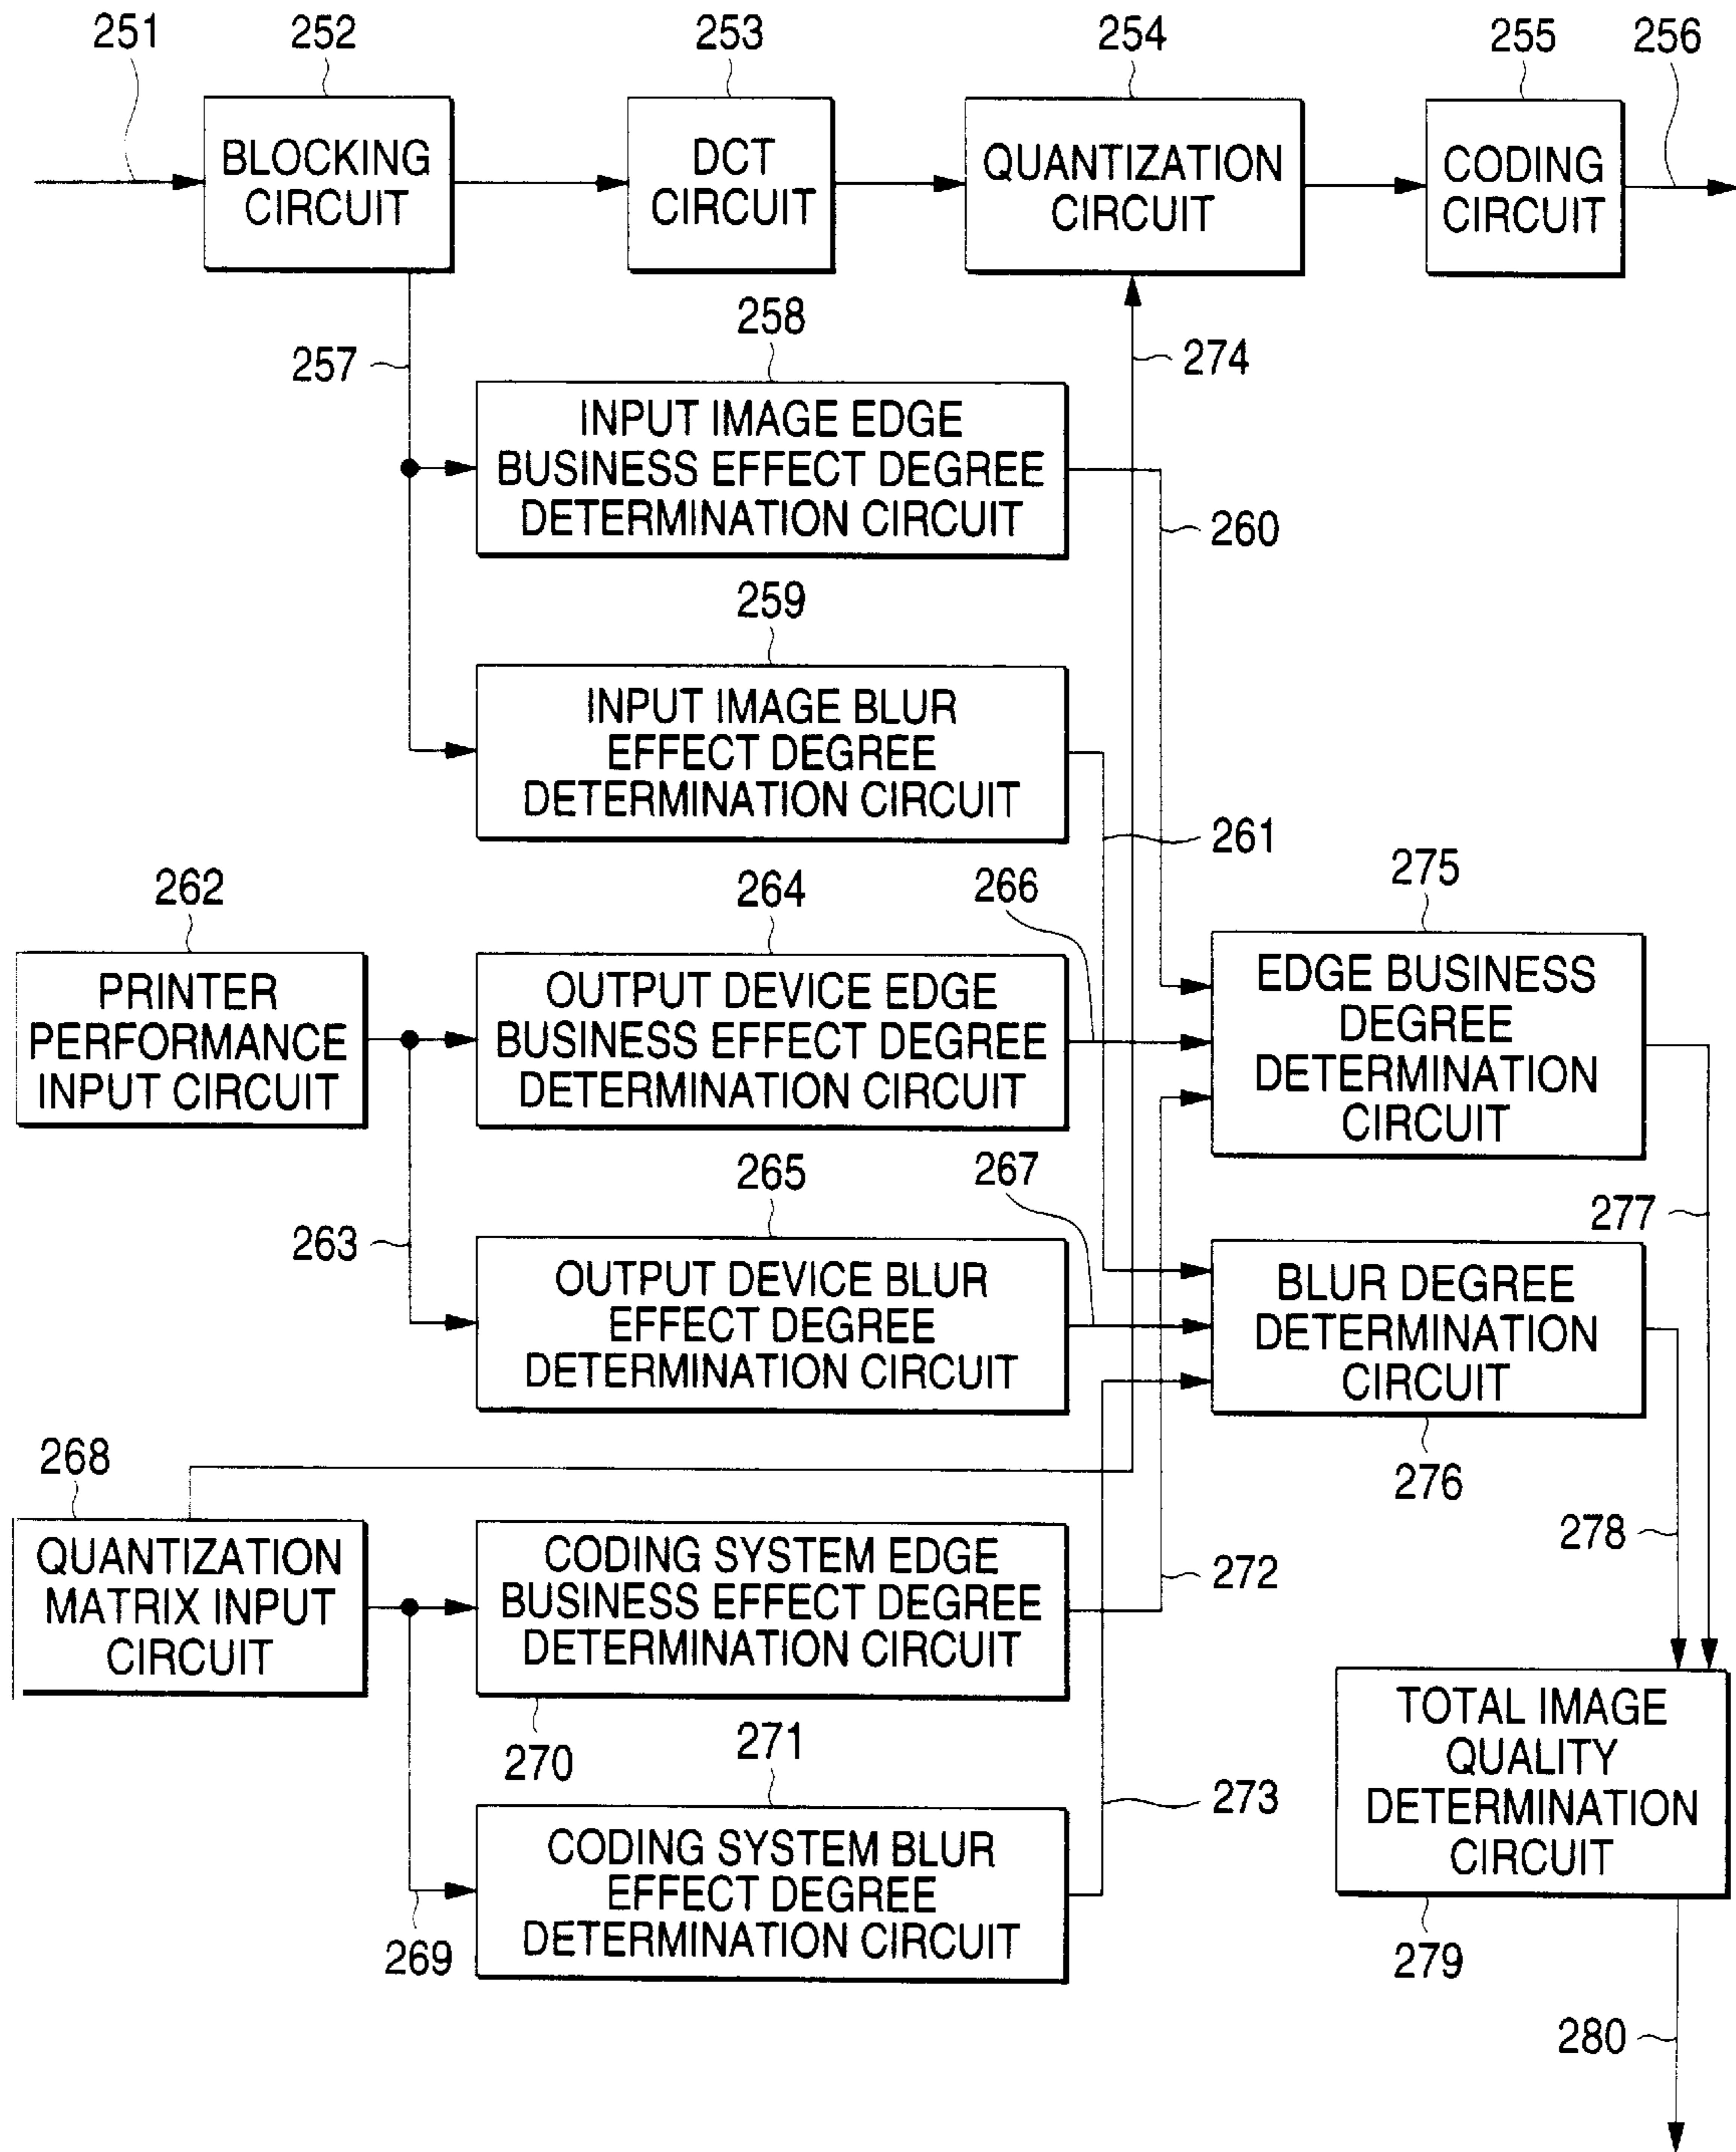 251
252
253
254
255
256
BLOCKING
CIRCUIT
DCT
CIRCUIT
QUANTIZATION
CIRCUIT
CODING
CIRCUIT
257
258
274
INPUT IMAGE EDGE
BUSINESS EFFECT DEGREE
DETERMINATION CIRCUIT
260
259
INPUT IMAGE BLUR
EFFECT DEGREE
DETERMINATION CIRCUIT
261
262
264
266
275
PRINTER
PERFORMANCE
INPUT CIRCUIT
OUTPUT DEVICE EDGE
BUSINESS EFFECT DEGREE
DETERMINATION CIRCUIT
EDGE BUSINESS
DEGREE
DETERMINATION
CIRCUIT
263
265
267
277
OUTPUT DEVICE BLUR
EFFECT DEGREE
DETERMINATION CIRCUIT
BLUR DEGREE
DETERMINATION
CIRCUIT
276
268
278
QUANTIZATION
MATRIX INPUT
CIRCUIT
CODING SYSTEM EDGE
BUSINESS EFFECT DEGREE
DETERMINATION CIRCUIT
272
270
271
273
TOTAL IMAGE
QUALITY
DETERMINATION
CIRCUIT
269
CODING SYSTEM BLUR
EFFECT DEGREE
DETERMINATION CIRCUIT
279
280